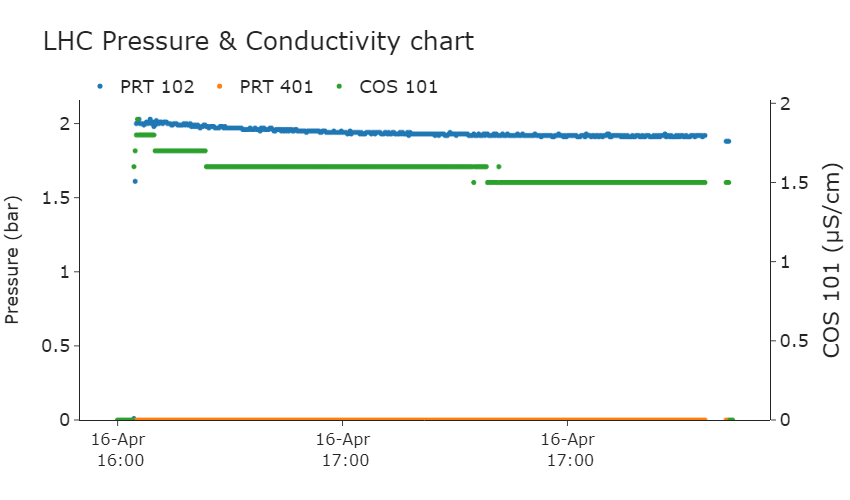 LHC Pressure & Conductivity chart
PRT 102 PRT 401 COS 101
2
1.5
1
0.5
0
Pressure (bar)
2
1.5
1
0.5
0
COS 101 (µS/cm)
16-Apr 16-Apr 16-Apr
16:00 17:00 17:00